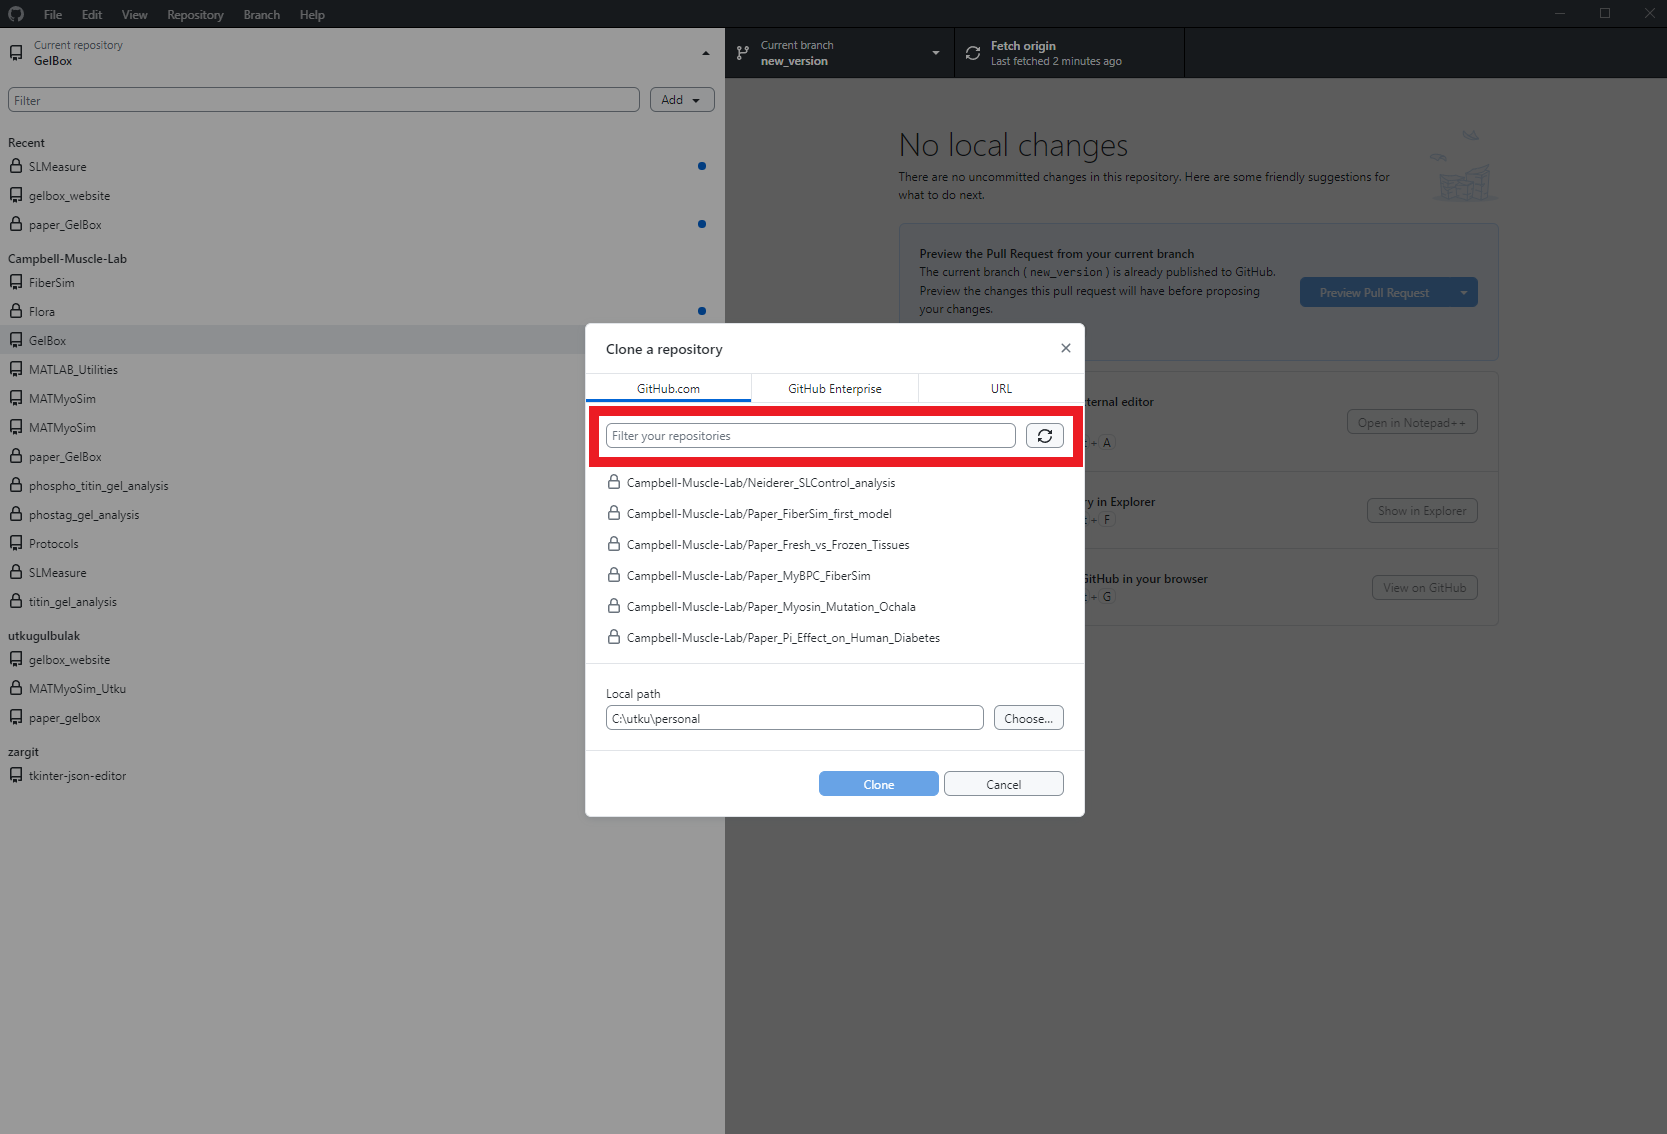 File Edit View Repository Branch Help
Current repository
GelBox
Current branch
new_version
Fetch origin
Last fetched 2 minutes ago
Filter
Add
Recent
SLMeasure
gelbox_website
paper_GelBox
Campbell-Muscle-Lab
FiberSim
Flora
GelBox
MATLAB_Utilities
MATMyoSim
MATMyoSim
paper_GelBox
phospho_titin_gel_analysis
phostag_gel_analysis
Protocols
SLMeasure
titin_gel_analysis
utkugulbulak
gelbox_website
MATMyoSim_Utku
paper_gelbox
zargit
tkinter-json-editor
No local changes
There are no uncommitted changes in this repository. Here are some friendly suggestions for
what to do next.
Preview the Pull Request from your current branch
The current branch ( new_version ) is already published to GitHub.
Preview the changes this pull request will have before proposing
your changes.
Preview Pull Request
Clone a repository
GitHub.com
GitHub Enterprise
URL
Filter your repositories
Campbell-Muscle-Lab/Neiderer_SLControl_analysis
Campbell-Muscle-Lab/Paper_FiberSim_first_model
Campbell-Muscle-Lab/Paper_Fresh_vs_Frozen_Tissues
Campbell-Muscle-Lab/Paper_MyBPC_FiberSim
Campbell-Muscle-Lab/Paper_Myosin_Mutation_Ochala
Campbell-Muscle-Lab/Paper_Pi_Effect_on_Human_Diabetes
Local path
C:\utku\personal
Choose...
Clone
Cancel
ternal editor
+ A
Open in Notepad++
y in Explorer
+ F
Show in Explorer
GitHub in your browser
+ G
View on GitHub